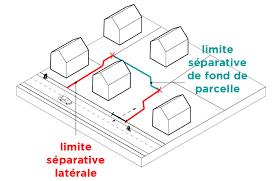 limite
séparative
de fond de
parcelle
limite
séparative
latérale